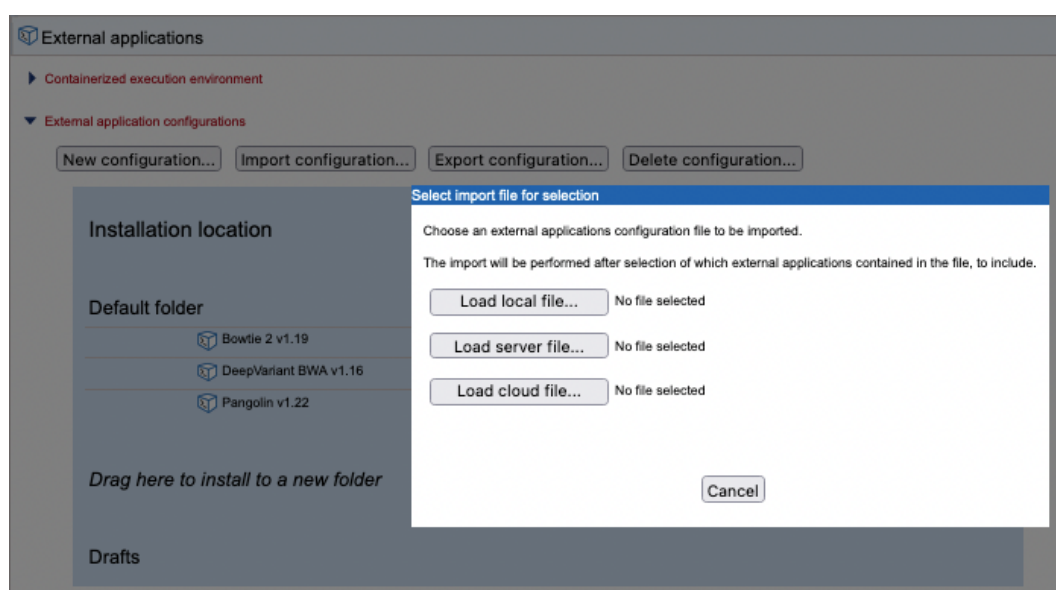 External applications
Containerized execution environment
External application configurations
New configuration... Import configuration... Export configuration... Delete configuration...
Installation location
Default folder
Bowtie 2 v1.19
DeepVariant BWA v1.16
Pangolin v1.22
Drag here to install to a new folder
Drafts
Select import file for selection
Choose an external applications configuration file to be imported.
The import will be performed after selection of which external applications contained in the file, to include.
Load local file... No file selected
Load server file... No file selected
Load cloud file... No file selected
Cancel